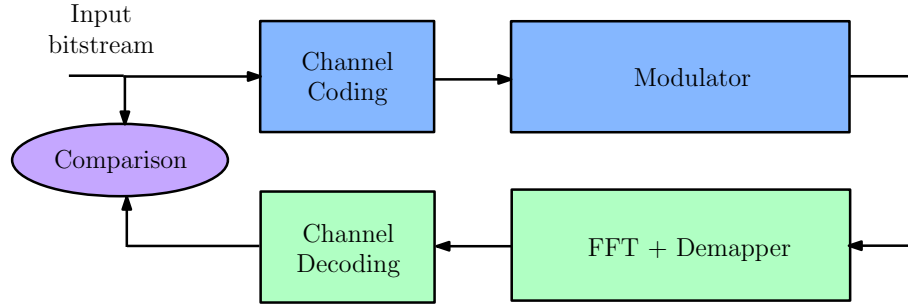 Input
bitstream
Channel
Coding
Modulator
Comparison
Channel
Decoding
FFT + Demapper